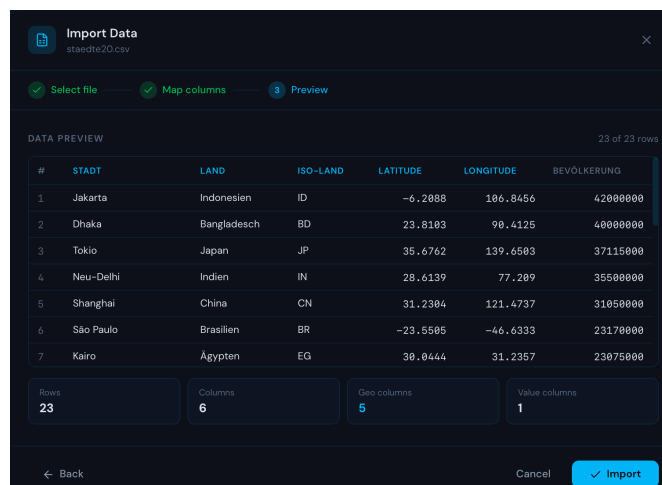 Import Data
staedte20.csv
Select file Map columns 3 Preview
DATA PREVIEW 23 of 23 rows
# STADT LAND ISO-LAND LATITUDE LONGITUDE BEVÖLKERUNG
1 Jakarta Indonesien ID −6.2088 106.8456 42000000
2 Dhaka Bangladesch BD 23.8103 90.4125 40000000
3 Tokio Japan JP 35.6762 139.6503 37115000
4 Neu-Delhi Indien IN 28.6139 77.209 35500000
5 Shanghai China CN 31.2304 121.4737 31050000
6 São Paulo Brasilien BR −23.5505 −46.6333 23170000
7 Kairo Ägypten EG 30.0444 31.2357 23075000
Rows Columns Geo columns Value columns
23 6 5 1
← Back Cancel Import